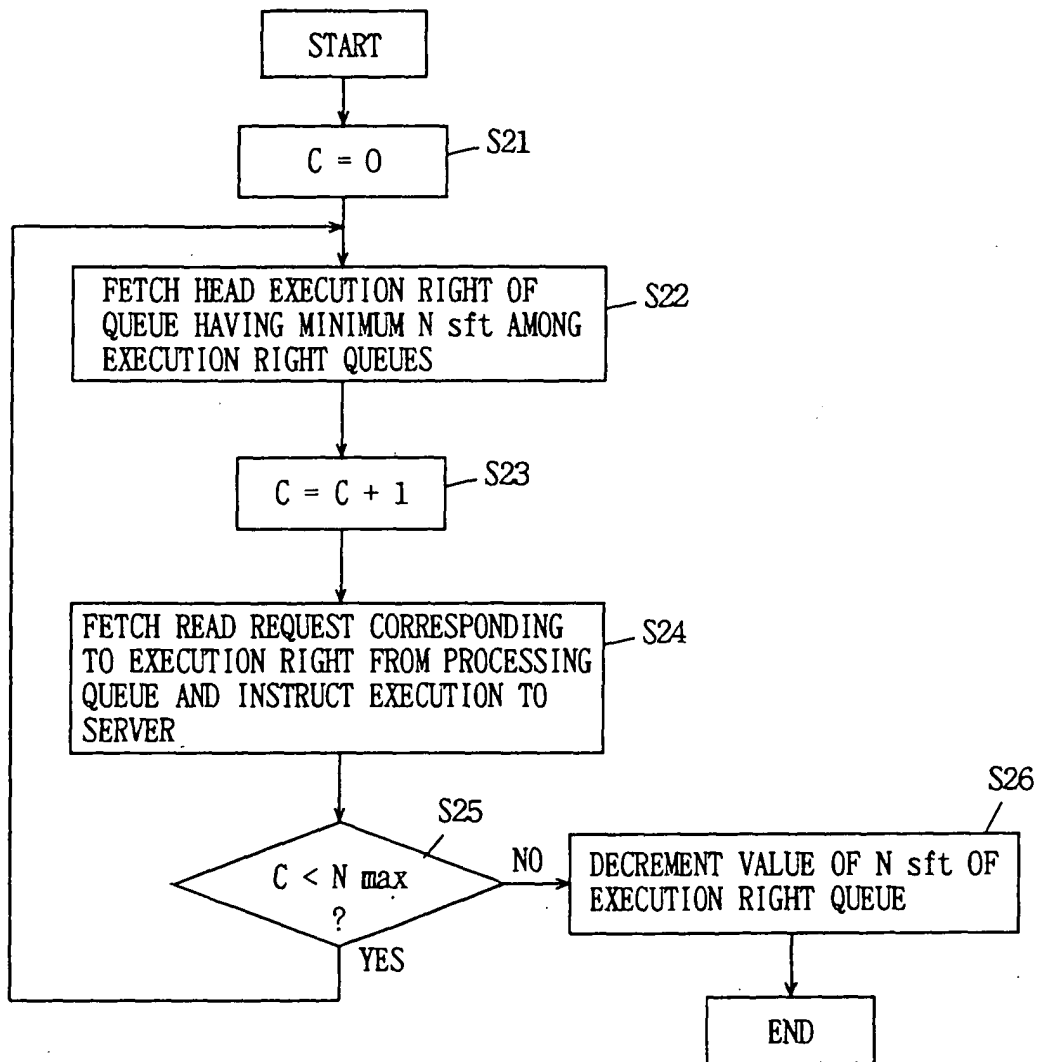 START
C = 0
S21
FETCH HEAD EXECUTION RIGHT OF
QUEUE HAVING MINIMUM N sft AMONG
EXECUTION RIGHT QUEUES
S22
C = C + 1
S23
FETCH READ REQUEST CORRESPONDING
TO EXECUTION RIGHT FROM PROCESSING
QUEUE AND INSTRUCT EXECUTION TO
SERVER
S24
C < N max
?
S25
YES
NO
DECREMENT VALUE OF N sft OF
EXECUTION RIGHT QUEUE
S26
END